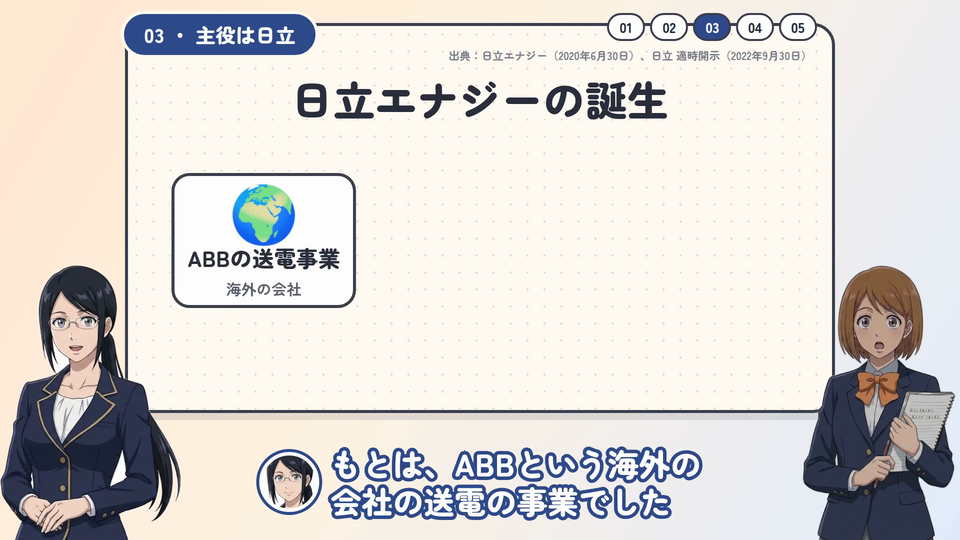 03 ・ 主役は日立
01 02 03 04 05
出典：日立エナジー（2020年6月30日）、日立 適時開示（2022年9月30日）
日立エナジーの誕生
ABBの送電事業
海外の会社
もとは、ABBという海外の
会社の送電の事業でした